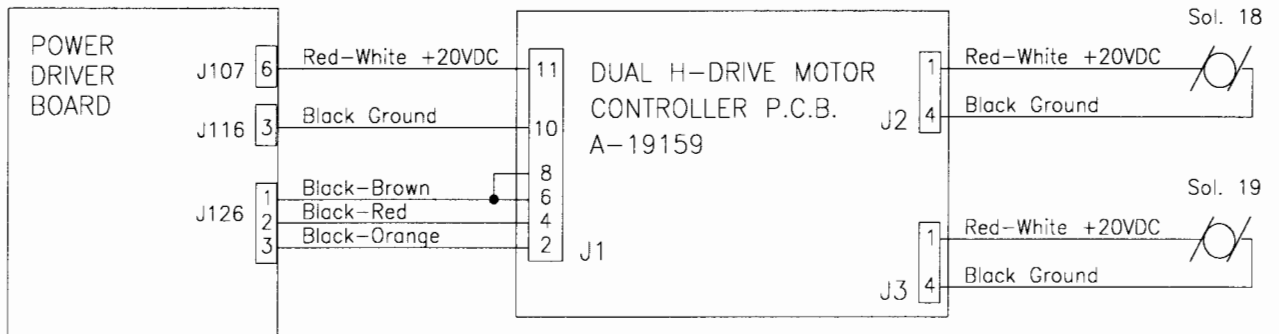 POWER
DRIVER
BOARD
J107
6
Red-White +20VDC
11
J116
3
Black Ground
10
8
J126
1
Black-Brown
6
2
Black-Red
4
3
Black-Orange
2
J1
DUAL H-DRIVE MOTOR
CONTROLLER P.C.B.
A-19159
Sol. 18
J2
1
Red-White +20VDC
4
Black Ground
Sol. 19
J3
1
Red-White +20VDC
4
Black Ground